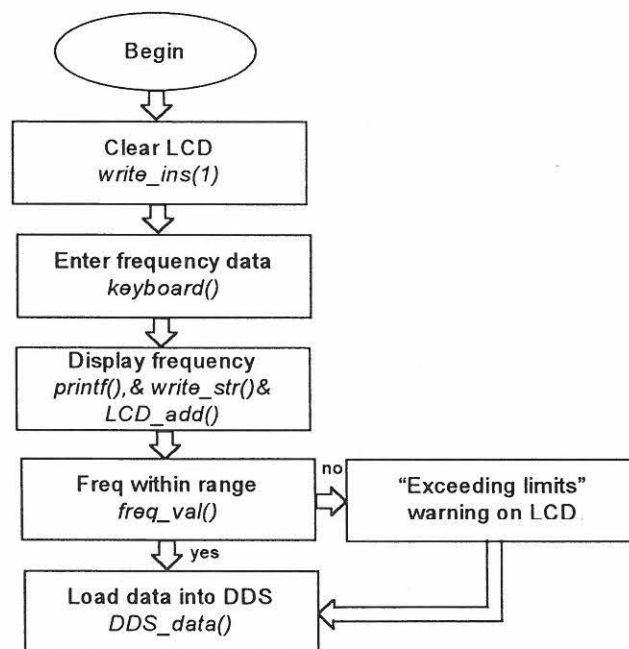 Begin
Clear LCD
write_ins(1)
Enter frequency data
keyboard()
Display frequency
printf(),& write_str()&
LCD_add()
Freq within range
freq_val()
no
"Exceeding limits"
warning on LCD
yes
Load data into DDS
DDS_data()